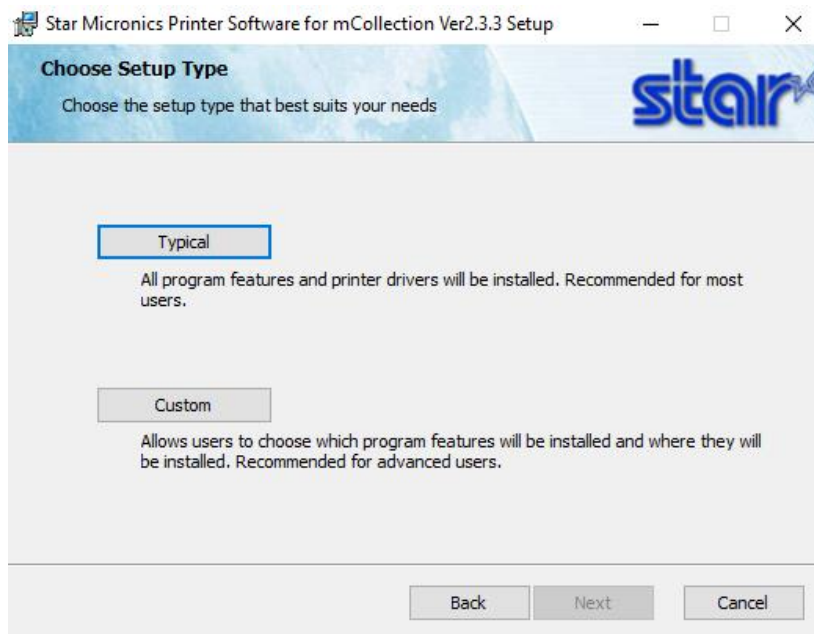 Star Micronics Printer Software for mCollection Ver2.3.3 Setup
Choose Setup Type
Choose the setup type that best suits your needs
star
Typical
All program features and printer drivers will be installed. Recommended for most
users.
Custom
Allows users to choose which program features will be installed and where they will
be installed. Recommended for advanced users.
Back
Next
Cancel